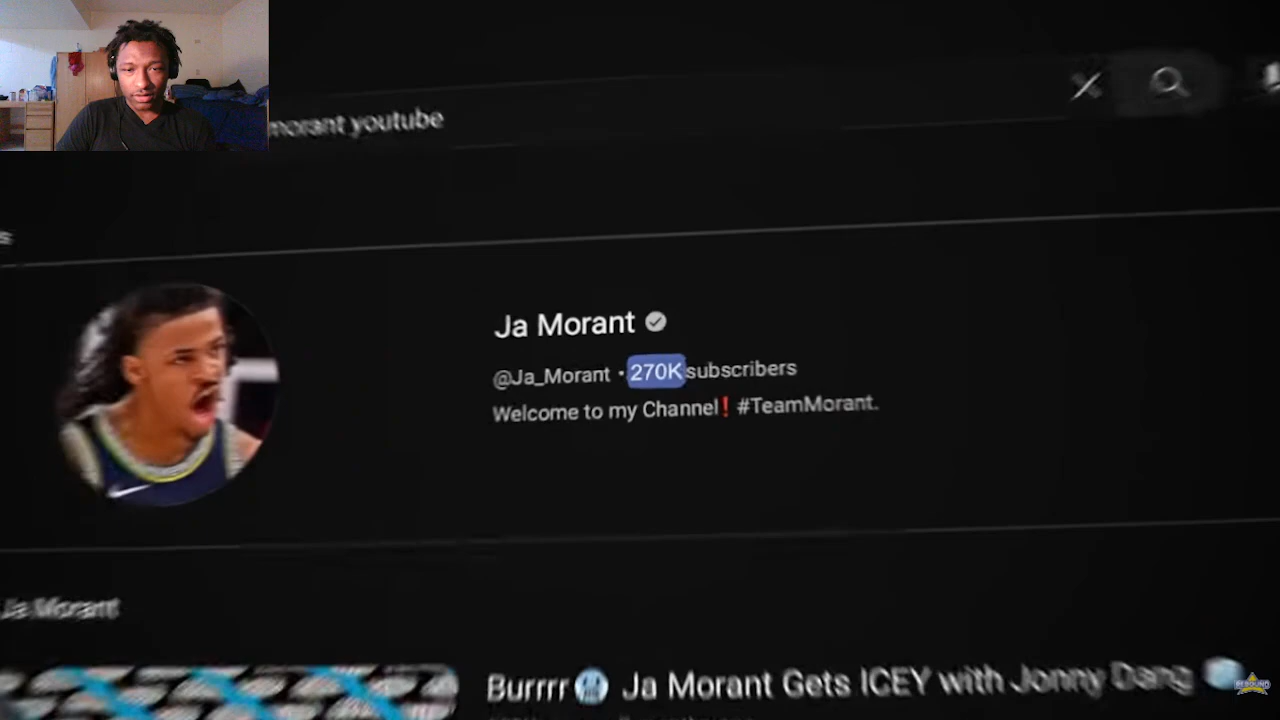 morant youtube
s
Ja Morant
@Ja_Morant • 270K subscribers
Welcome to my Channel❗ #TeamMorant.
Ja Morant
Burrrr🥶 Ja Morant Gets ICEY with Jonny Dang 🧊
REBOUND